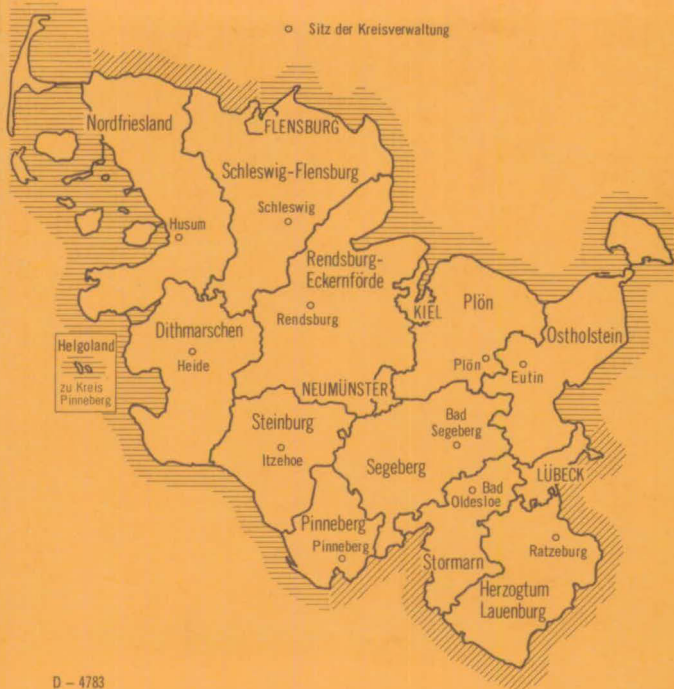 Sitz der Kreisverwaltung
Nordfriesland
FLENSBURG
Schleswig-Flensburg
Schleswig
Husum
Rendsburg-
Eckernförde
Rendsburg
KIEL
Plön
Plön
Ostholstein
Eutin
Dithmarschen
Heide
Helgoland
zu Kreis
Pinneberg
NEUMÜNSTER
Steinburg
Itzehoe
Bad
Segeberg
Segeberg
LÜBECK
Bad
Oldesloe
Pinneberg
Pinneberg
Stormarn
Ratzeburg
Herzogtum
Lauenburg
D – 4783